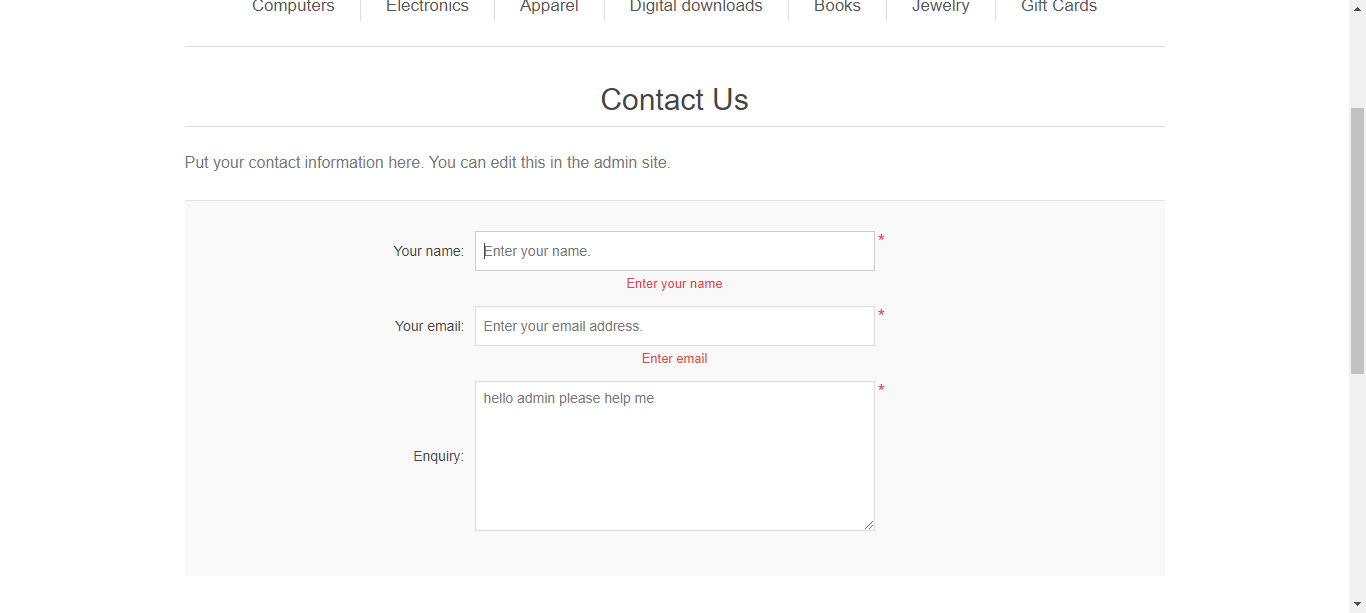 Computers Electronics Apparel Digital downloads Books Jewelry Gift Cards
Contact Us
Put your contact information here. You can edit this in the admin site.
Your name: Enter your name. *
Enter your name
Your email: Enter your email address. *
Enter email
hello admin please help me *
Enquiry: